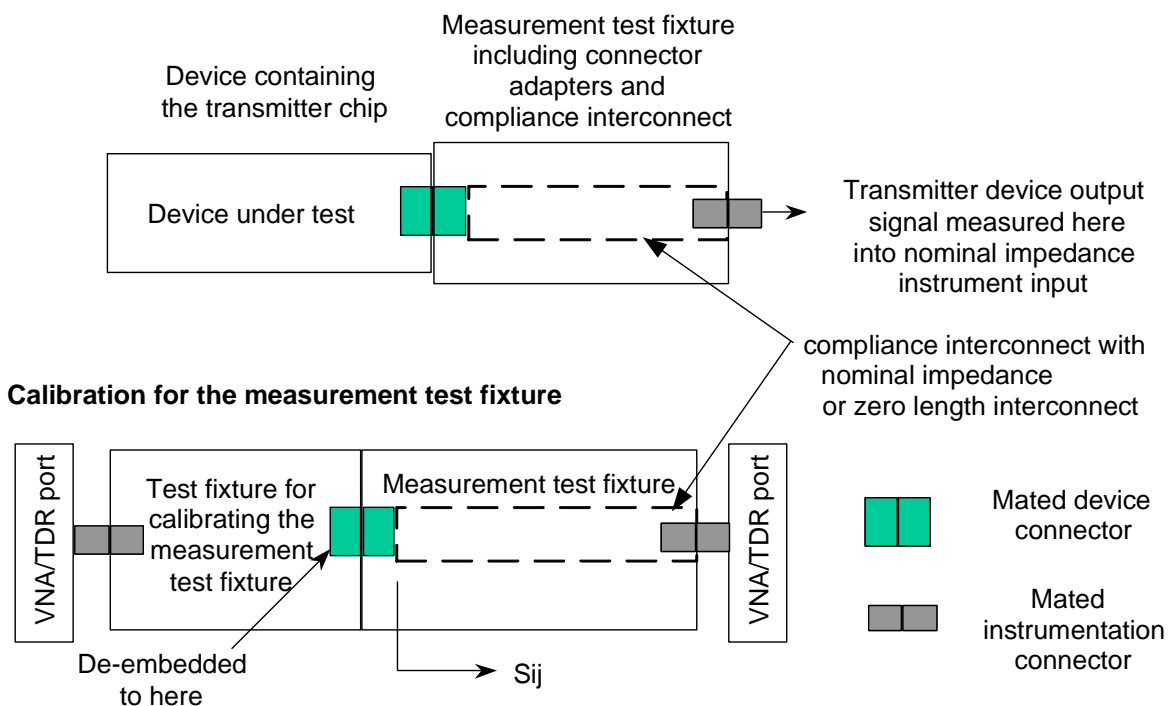 Measurement test fixture
including connector
adapters and
compliance interconnect
Device containing
the transmitter chip
Device under test
Transmitter device output
signal measured here
into nominal impedance
instrument input
compliance interconnect with
nominal impedance
or zero length interconnect
Calibration for the measurement test fixture
VNA/TDR port
Test fixture for
calibrating the
measurement
test fixture
Measurement test fixture
VNA/TDR port
De-embedded
to here
Sij
Mated device
connector
Mated
instrumentation
connector